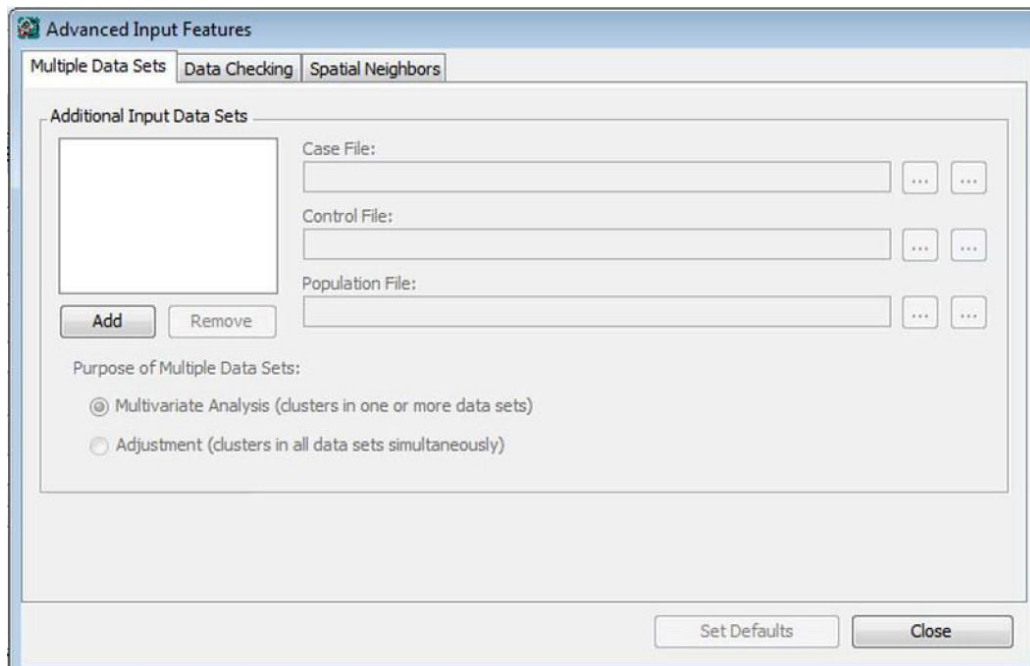 Advanced Input Features
Multiple Data Sets Data Checking Spatial Neighbors
Additional Input Data Sets
Case File:
... ...
Control File:
... ...
Population File:
... ...
Add Remove
Purpose of Multiple Data Sets:
Multivariate Analysis (clusters in one or more data sets)
Adjustment (clusters in all data sets simultaneously)
Set Defaults Close